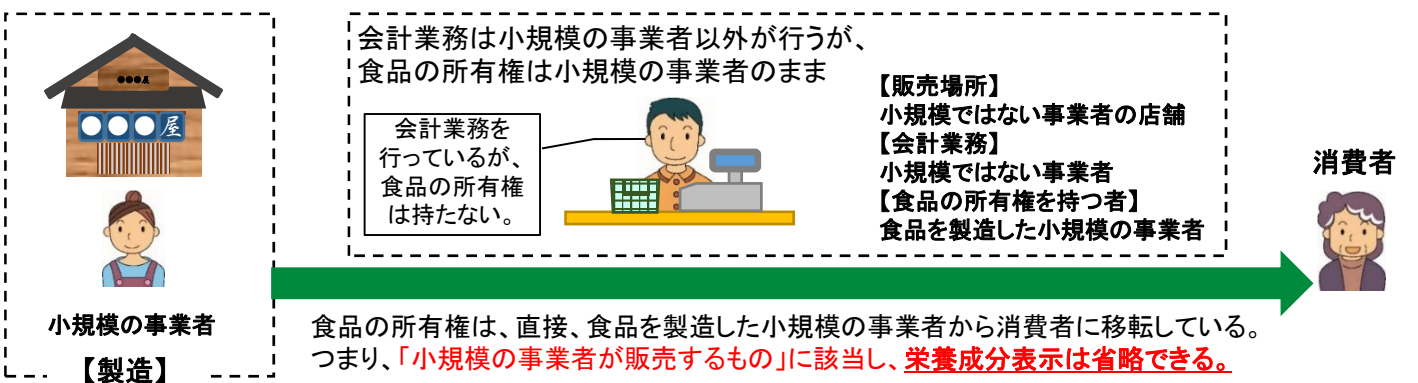 ●●●屋
会計業務は小規模の事業者以外が行うが、
食品の所有権は小規模の事業者のまま
会計業務を
行っているが、
食品の所有権
は持たない。
【販売場所】
小規模ではない事業者の店舗
【会計業務】
小規模ではない事業者
【食品の所有権を持つ者】
食品を製造した小規模の事業者
消費者
小規模の事業者
【製造】
食品の所有権は、直接、食品を製造した小規模の事業者から消費者に移転している。
つまり、「小規模の事業者が販売するもの」に該当し、栄養成分表示は省略できる。